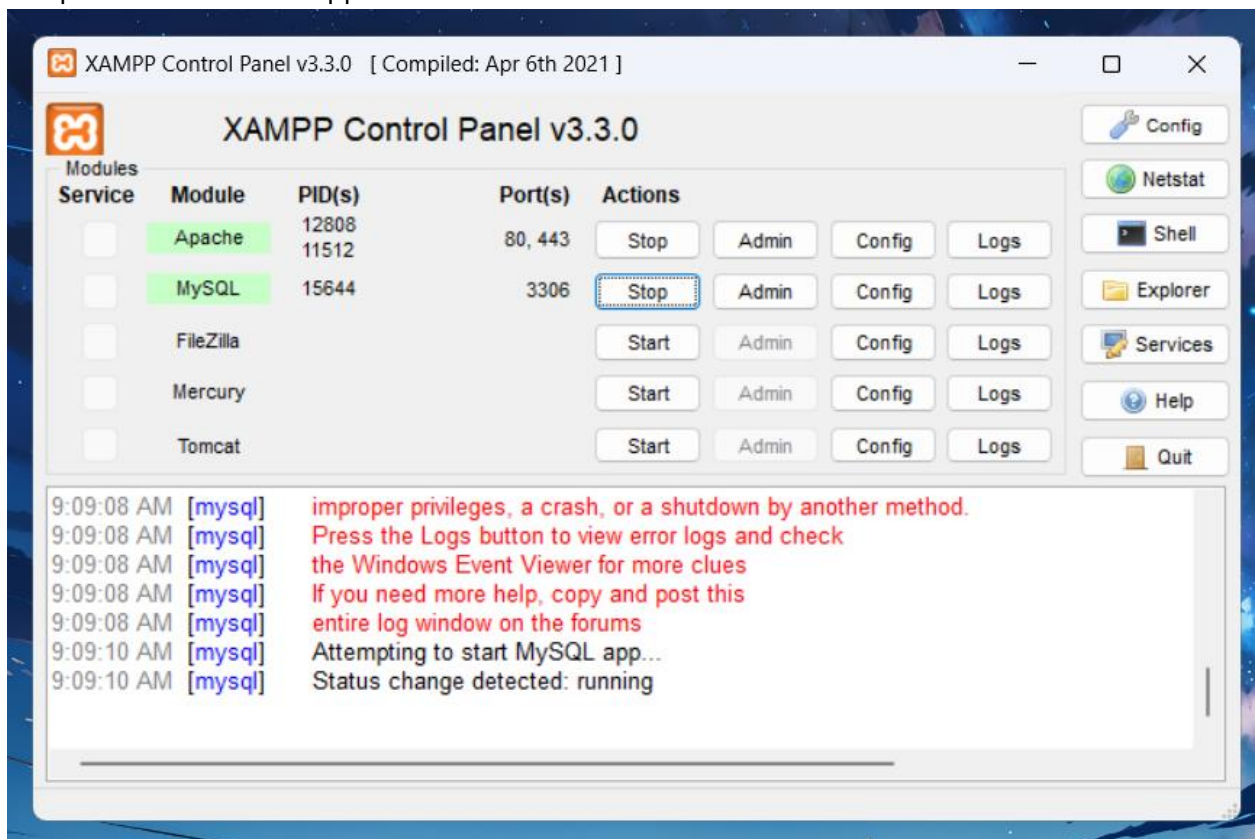 XAMPP Control Panel v3.3.0 [ Compiled: Apr 6th 2021 ]
XAMPP Control Panel v3.3.0
Config
Modules
Service Module PID(s) Port(s) Actions
Netstat
Apache 12808 11512 80, 443 Stop Admin Config Logs
Shell
MySQL 15644 3306 Stop Admin Config Logs
Explorer
FileZilla Start Admin Config Logs
Services
Mercury Start Admin Config Logs
Help
Tomcat Start Admin Config Logs
Quit
9:09:08 AM [mysql] improper privileges, a crash, or a shutdown by another method.
9:09:08 AM [mysql] Press the Logs button to view error logs and check
9:09:08 AM [mysql] the Windows Event Viewer for more clues
9:09:08 AM [mysql] If you need more help, copy and post this
9:09:08 AM [mysql] entire log window on the forums
9:09:10 AM [mysql] Attempting to start MySQL app...
9:09:10 AM [mysql] Status change detected: running